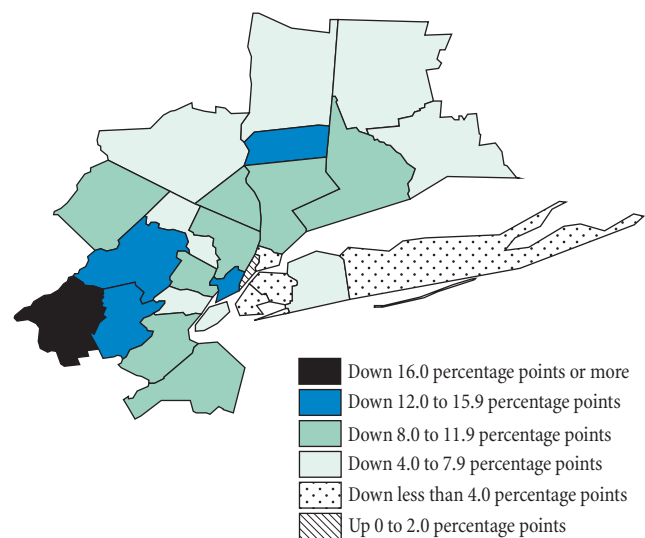 Down 16.0 percentage points or more
Down 12.0 to 15.9 percentage points
Down 8.0 to 11.9 percentage points
Down 4.0 to 7.9 percentage points
Down less than 4.0 percentage points
Up 0 to 2.0 percentage points